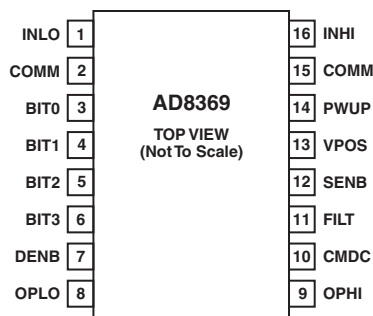 INLO 1
COMM 2
BIT0 3
BIT1 4
BIT2 5
BIT3 6
DENB 7
OPLO 8
AD8369
TOP VIEW
(Not To Scale)
16 INHI
15 COMM
14 PWUP
13 VPOS
12 SENB
11 FILT
10 CMDC
9 OPHI